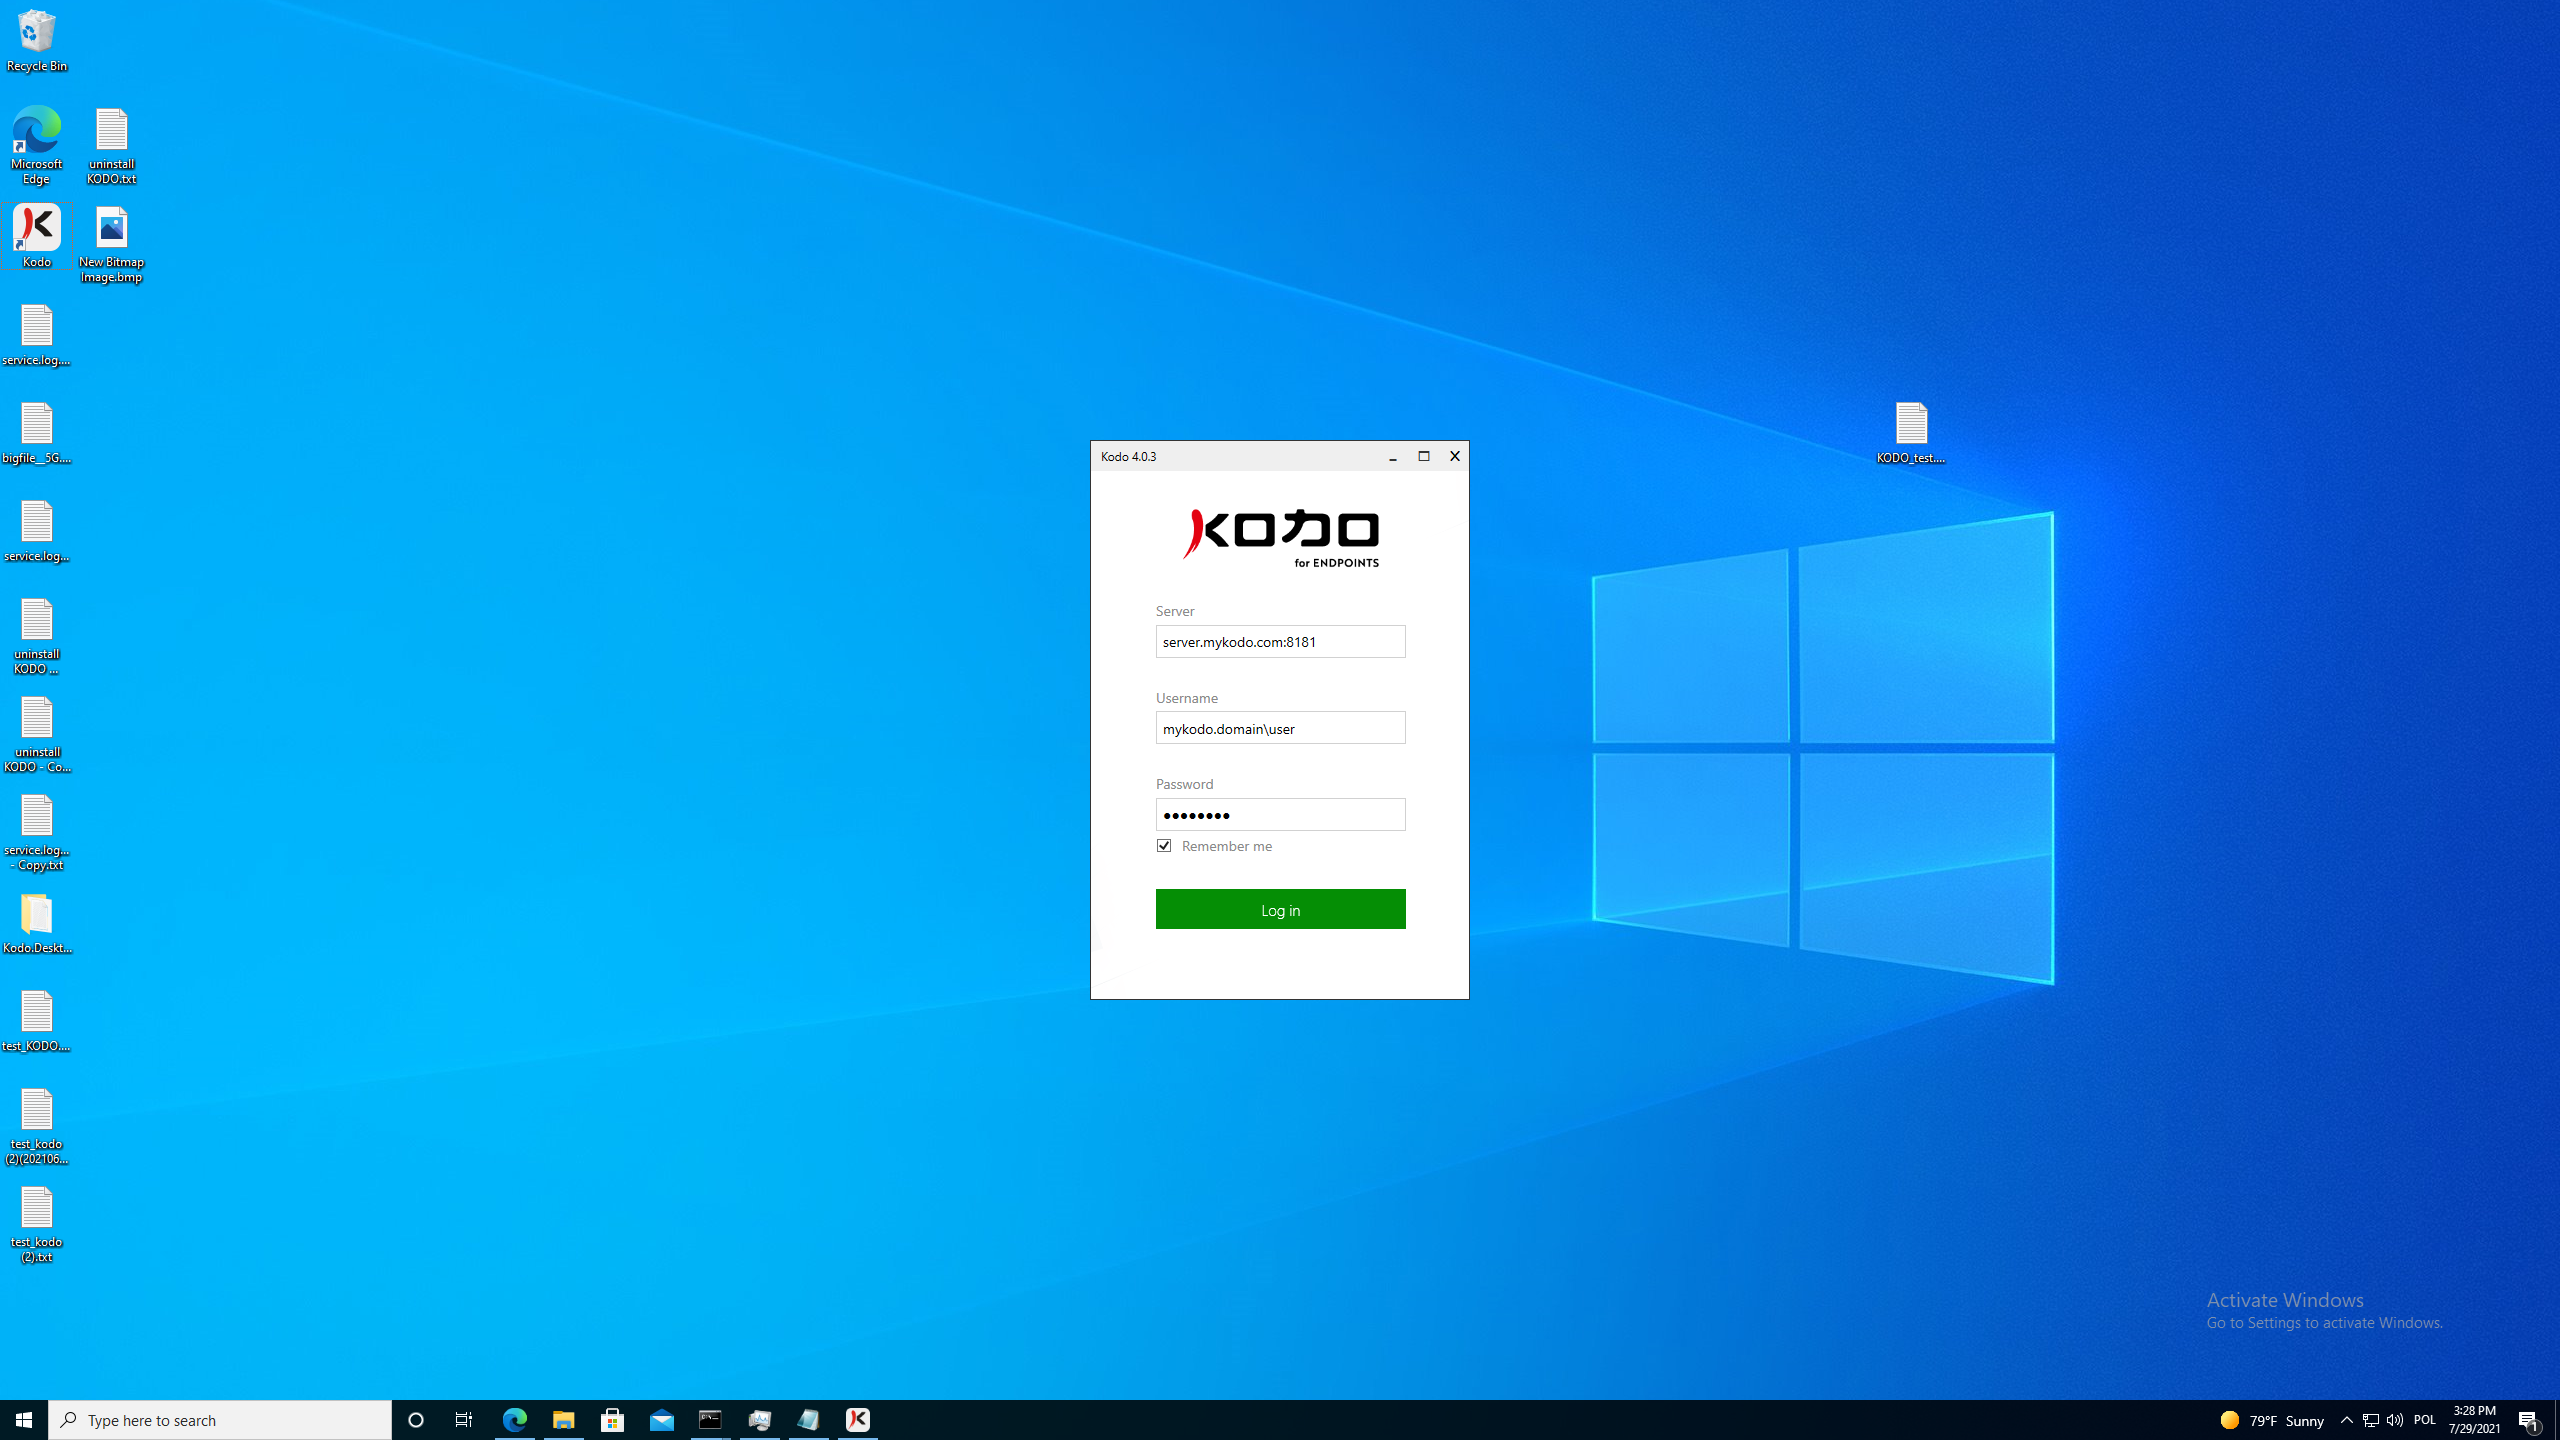 Recycle Bin
Microsoft
Edge
uninstall
KODO.txt
Kodo
New Bitmap
Image.bmp
service.log....
bigfile__5G....
service.log...
uninstall
KODO ...
uninstall
KODO - Co...
service.log...
- Copy.txt
Kodo.Deskt...
test_KODO....
test_kodo
(2)(202106...
test_kodo
(2).txt
KODO_test....
Kodo 4.0.3
KODO
for ENDPOINTS
Server
server.mykodo.com:8181
Username
mykodo.domain\user
Password
●●●●●●●●
Remember me
Log in
Activate Windows
Go to Settings to activate Windows.
Type here to search
79°F Sunny
POL
3:28 PM
7/29/2021
1